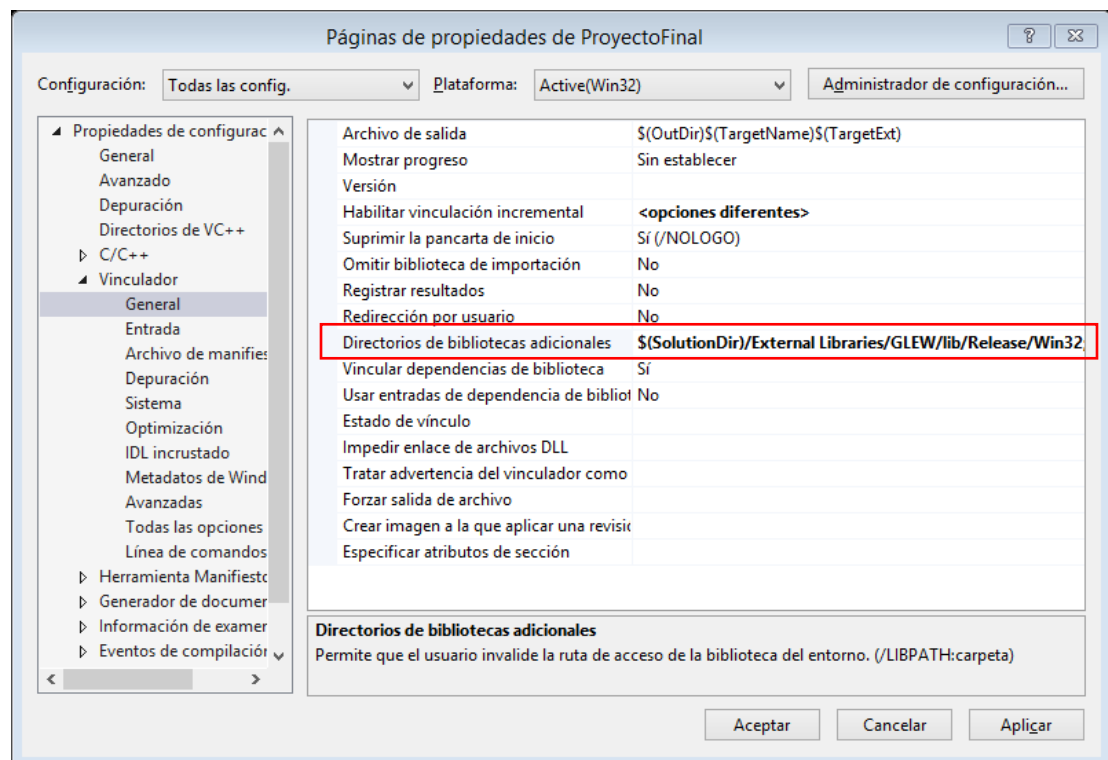 Páginas de propiedades de ProyectoFinal
Configuración: Todas las config. Plataforma: Active(Win32) Administrador de configuración...
Propiedades de configurac
General
Avanzado
Depuración
Directorios de VC++
C/C++
Vinculador
General
Entrada
Archivo de manifies
Depuración
Sistema
Optimización
IDL incrustado
Metadatos de Wind
Avanzadas
Todas las opciones
Línea de comandos
Herramienta Manifiesto
Generador de documer
Información de examer
Eventos de compilación
Archivo de salida $(OutDir)$(TargetName)$(TargetExt)
Mostrar progreso Sin establecer
Versión
Habilitar vinculación incremental <opciones diferentes>
Suprimir la pancarta de inicio Sí (/NOLOGO)
Omitir biblioteca de importación No
Registrar resultados No
Redirección por usuario No
Directorios de bibliotecas adicionales $(SolutionDir)/External Libraries/GLEW/lib/Release/Win32;
Vincular dependencias de biblioteca Sí
Usar entradas de dependencia de bibliot No
Estado de vínculo
Impedir enlace de archivos DLL
Tratar advertencia del vinculador como
Forzar salida de archivo
Crear imagen a la que aplicar una revisió
Especificar atributos de sección
Directorios de bibliotecas adicionales
Permite que el usuario invalide la ruta de acceso de la biblioteca del entorno. (/LIBPATH:carpeta)
Aceptar Cancelar Aplicar